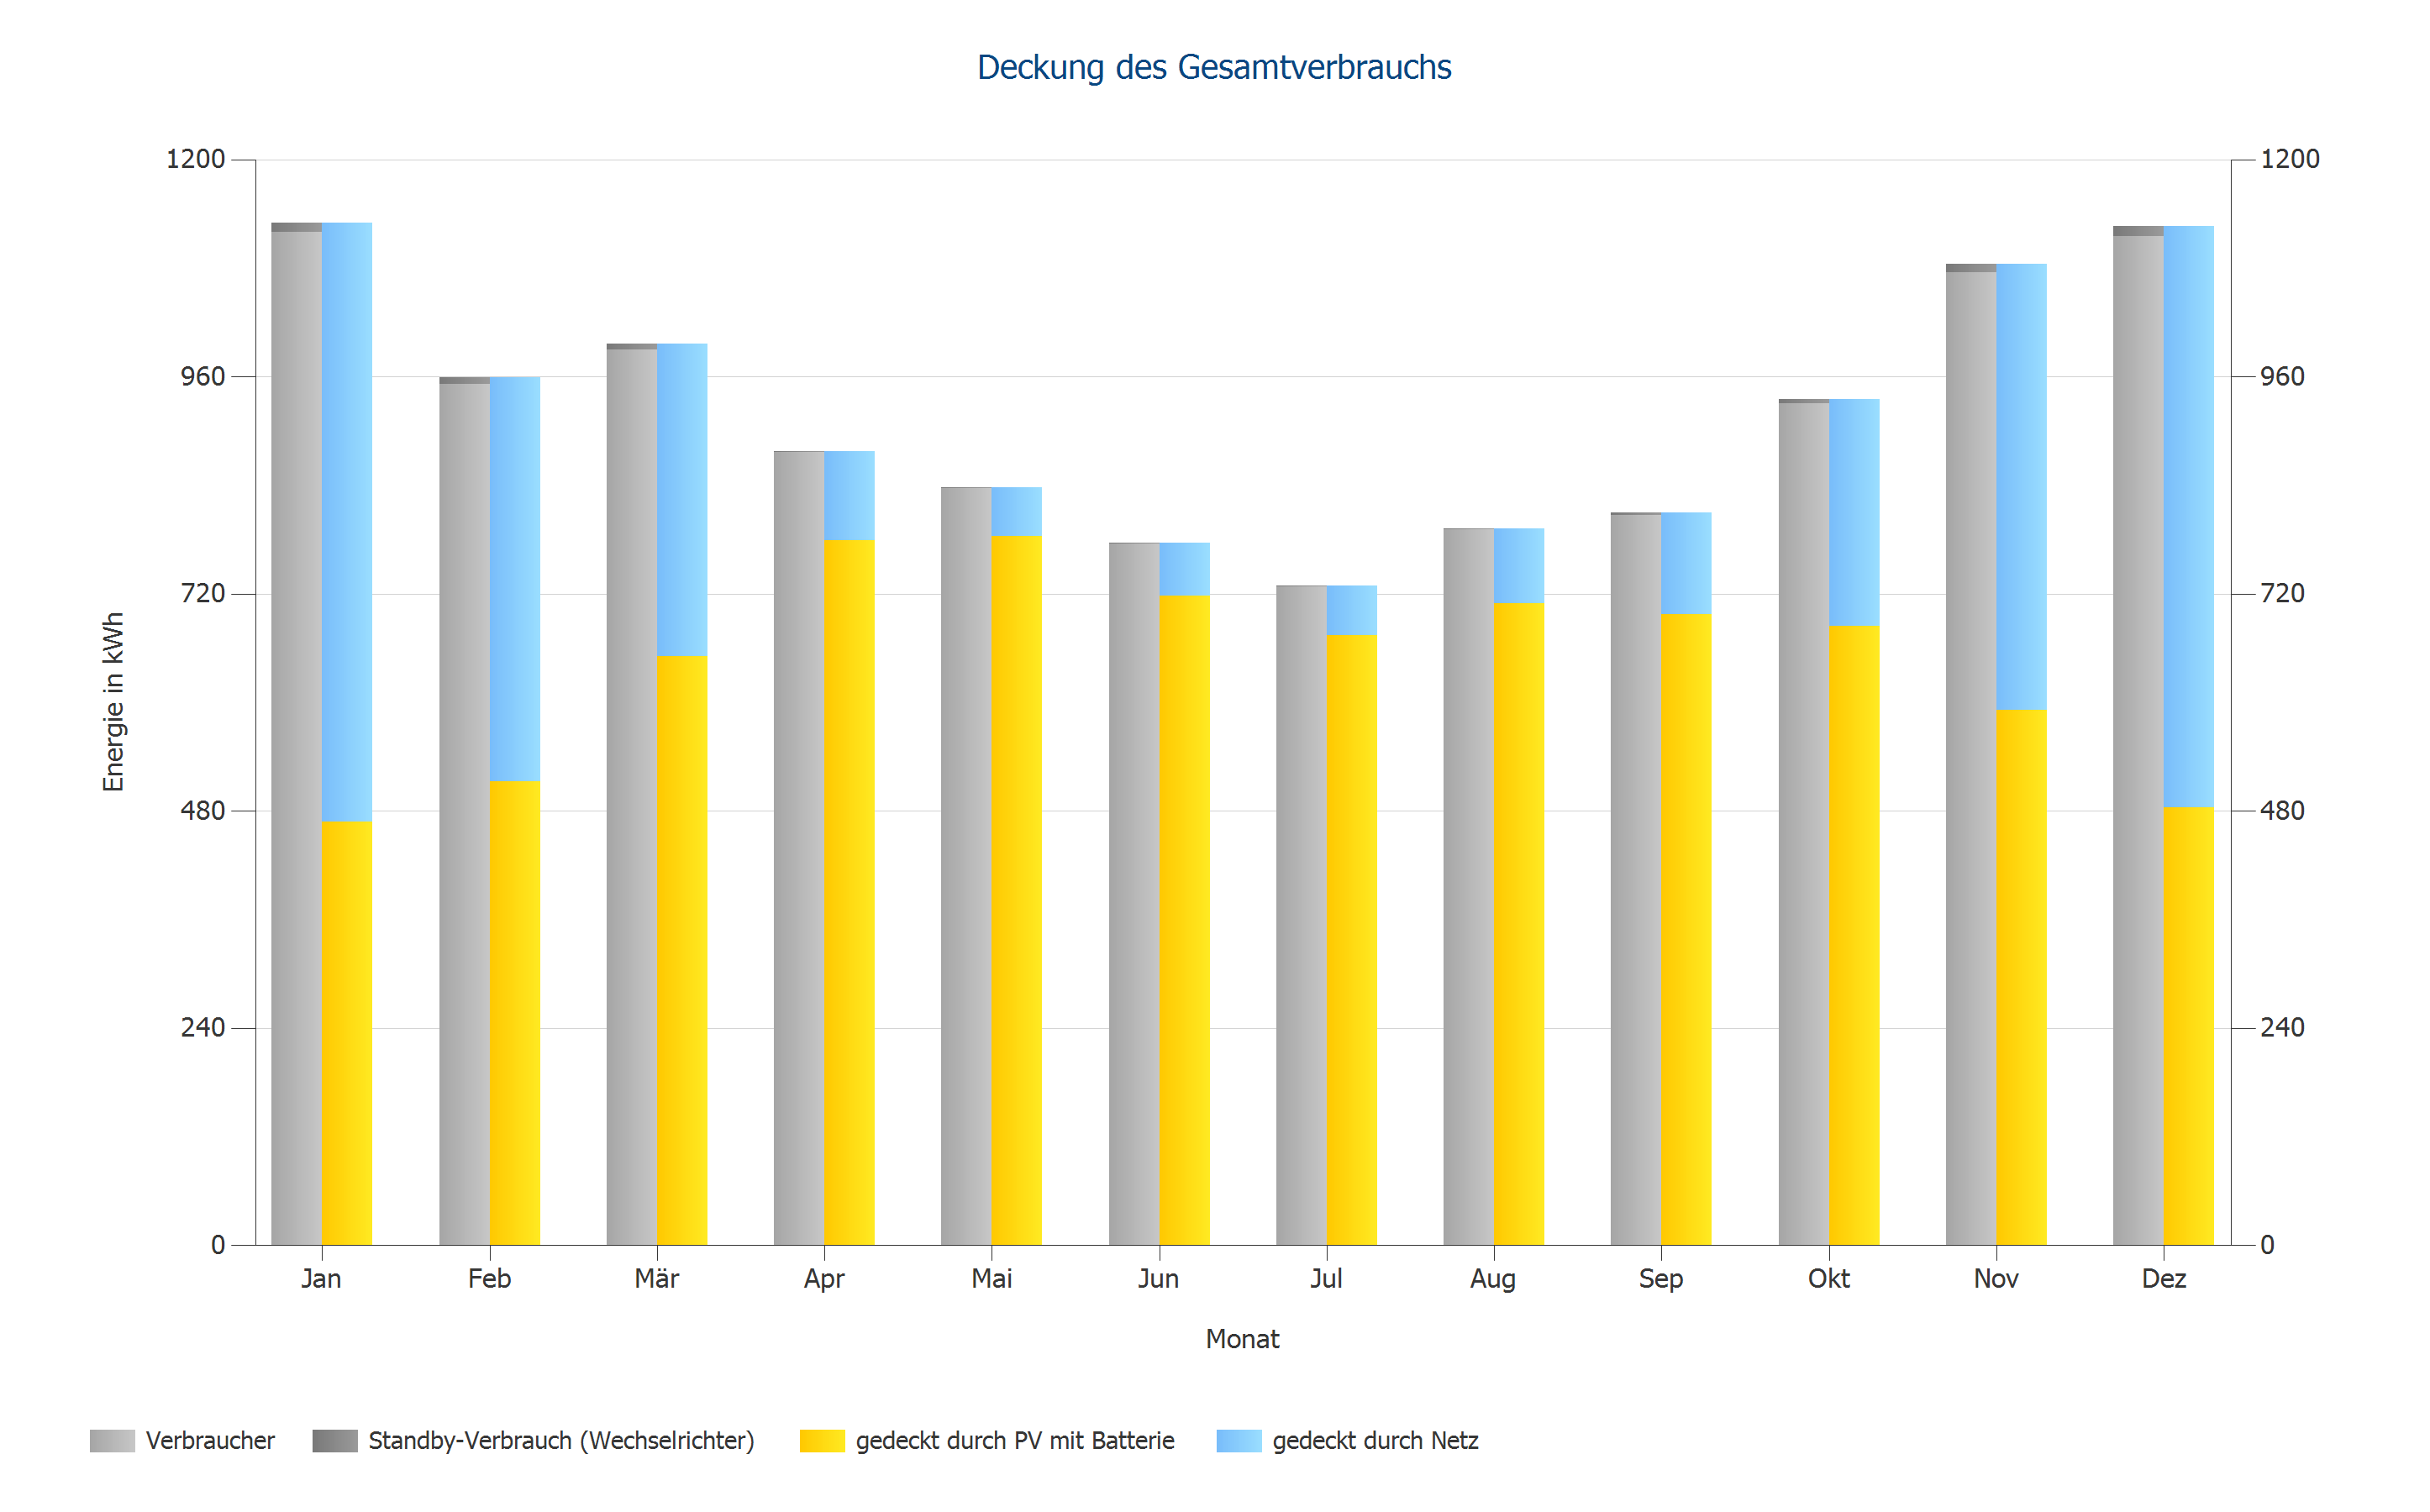 Deckung des Gesamtverbrauchs
1200 1200
960 960
720 720
Energie in kWh
480 480
240 240
0 0
Jan Feb Mär Apr Mai Jun Jul Aug Sep Okt Nov Dez
Monat
Verbraucher Standby-Verbrauch (Wechselrichter) gedeckt durch PV mit Batterie gedeckt durch Netz